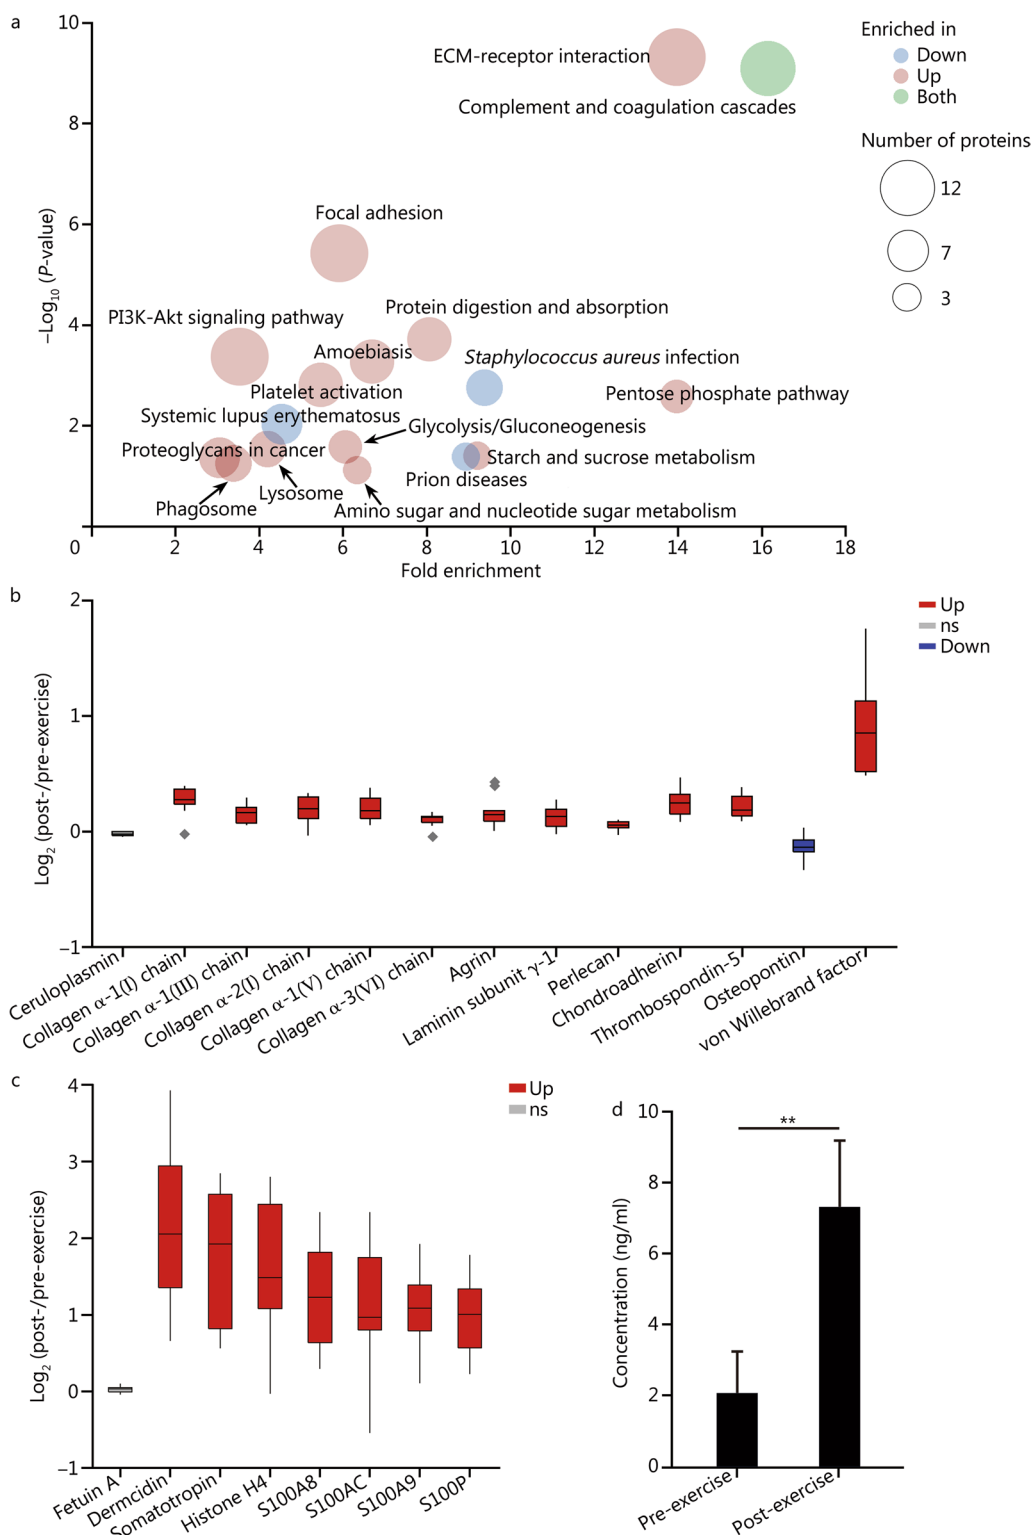 a
10
8
6
4
2
0
−Log10 (P-value)
ECM-receptor interaction
Complement and coagulation cascades
Focal adhesion
Protein digestion and absorption
PI3K-Akt signaling pathway
Amoebiasis
Staphylococcus aureus infection
Platelet activation
Pentose phosphate pathway
Systemic lupus erythematosus
Glycolysis/Gluconeogenesis
Proteoglycans in cancer
Starch and sucrose metabolism
Prion diseases
Lysosome
Phagosome
Amino sugar and nucleotide sugar metabolism
2
4
6
8
10
12
14
16
18
Fold enrichment
Enriched in
Down
Up
Both
Number of proteins
12
7
3
b
2
1
0
−1
Log2 (post-/pre-exercise)
Up
ns
Down
Ceruloplasmin
Collagen α-1(I) chain
Collagen α-1(III) chain
Collagen α-2(I) chain
Collagen α-1(V) chain
Collagen α-3(VI) chain
Agrin
Laminin subunit γ-1
Perlecan
Chondroadherin
Thrombospondin-5
Osteopontin
von Willebrand factor
c
4
3
2
1
0
−1
Log2 (post-/pre-exercise)
Up
ns
Fetuin A
Dermcidin
Somatotropin
Histone H4
S100A8
S100AC
S100A9
S100P
d
10
8
6
4
2
0
Concentration (ng/ml)
**
Pre-exercise
Post-exercise